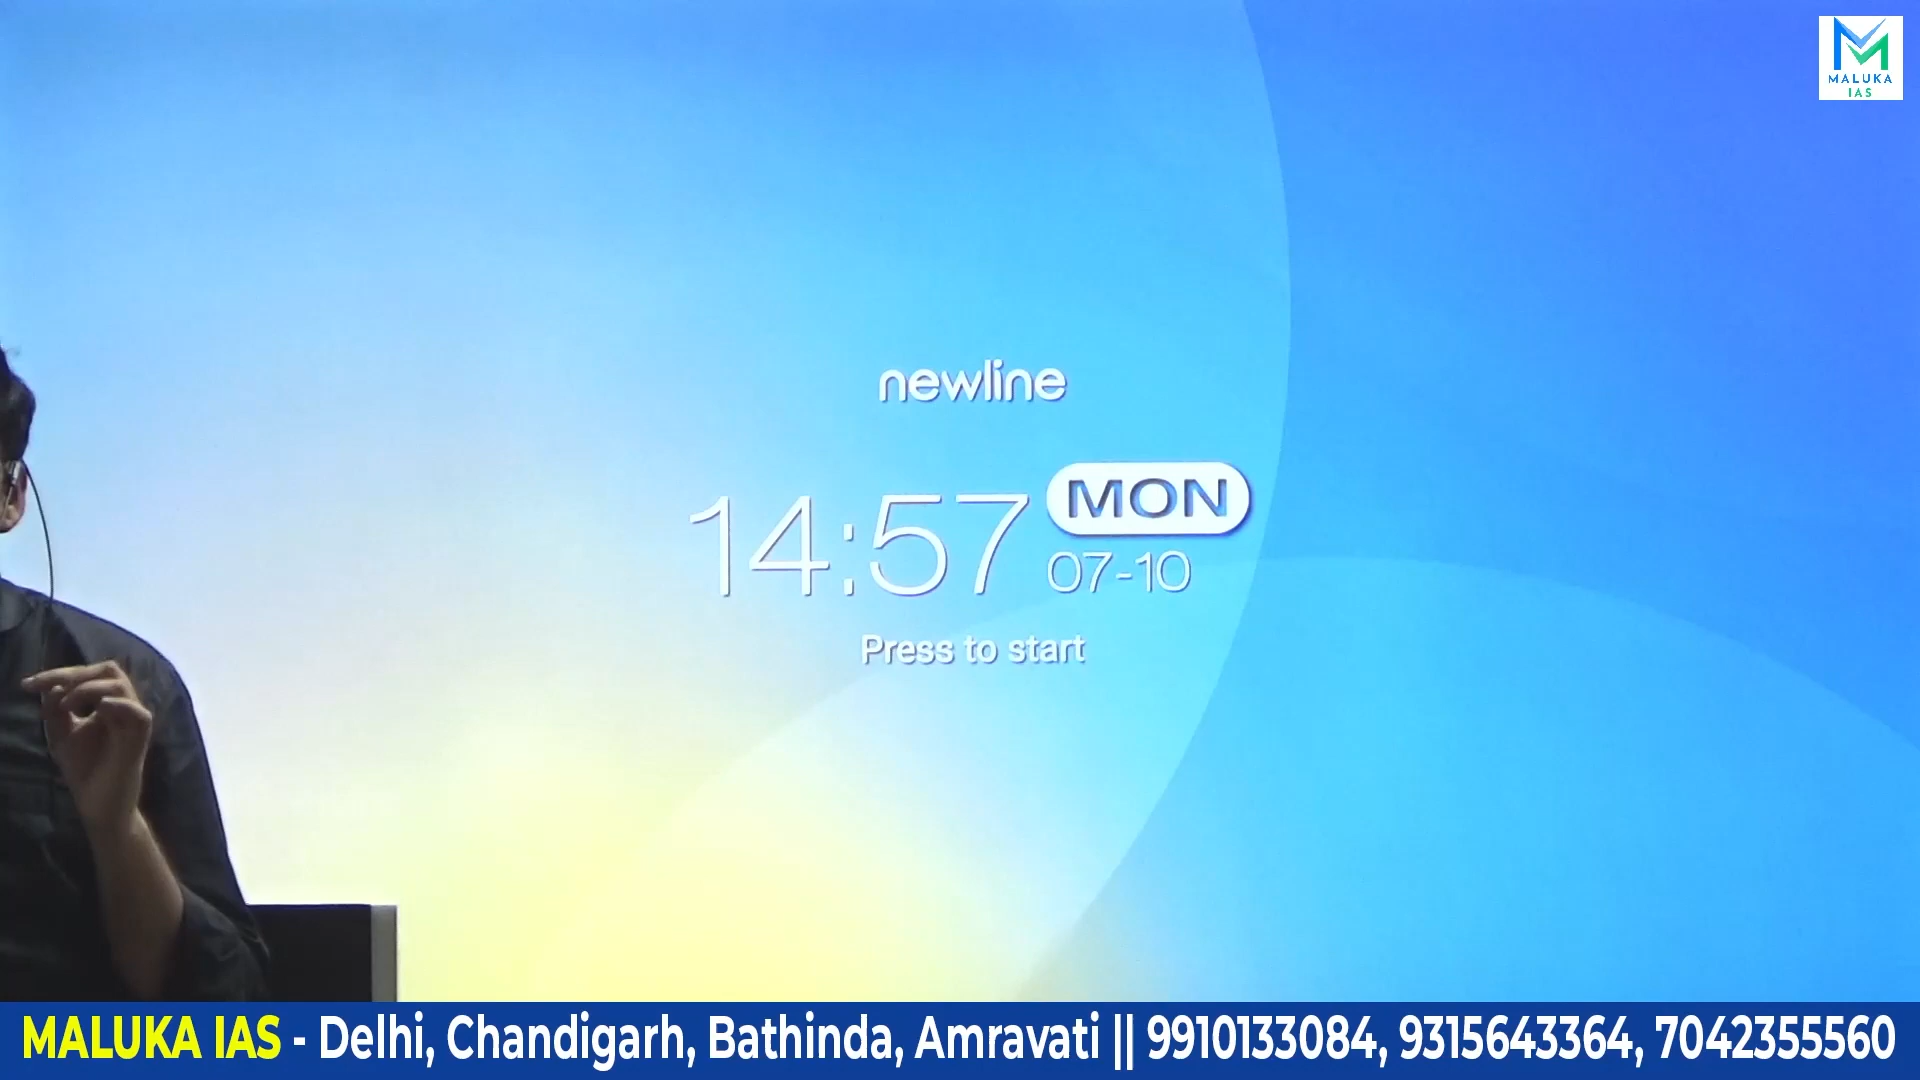 MALUKA
IAS
newline
14:57
MON
07-10
Press to start
MALUKA IAS - Delhi, Chandigarh, Bathinda, Amravati || 9910133084, 9315643364, 7042355560